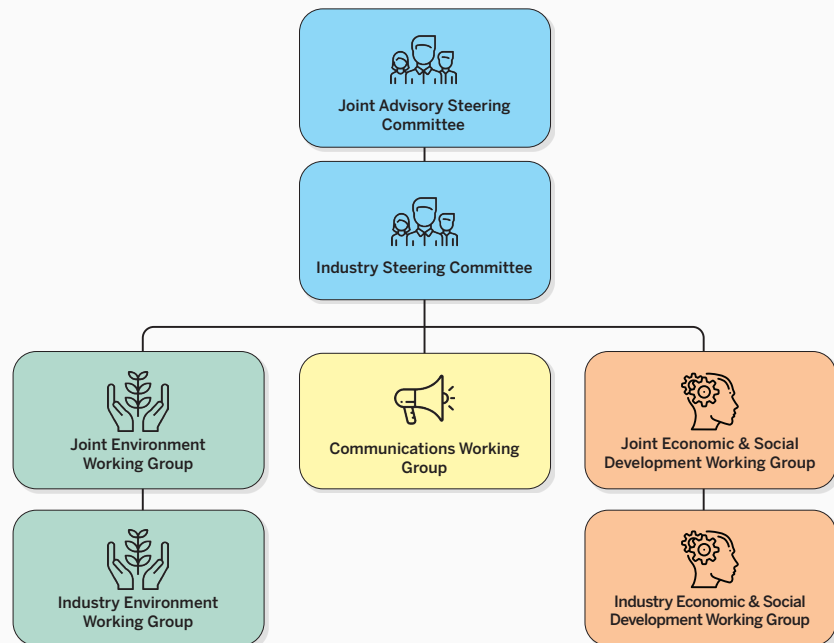 Joint Advisory Steering
Committee
Industry Steering Committee
Joint Environment
Working Group
Communications Working
Group
Joint Economic & Social
Development Working Group
Industry Environment
Working Group
Industry Economic & Social
Development Working Group